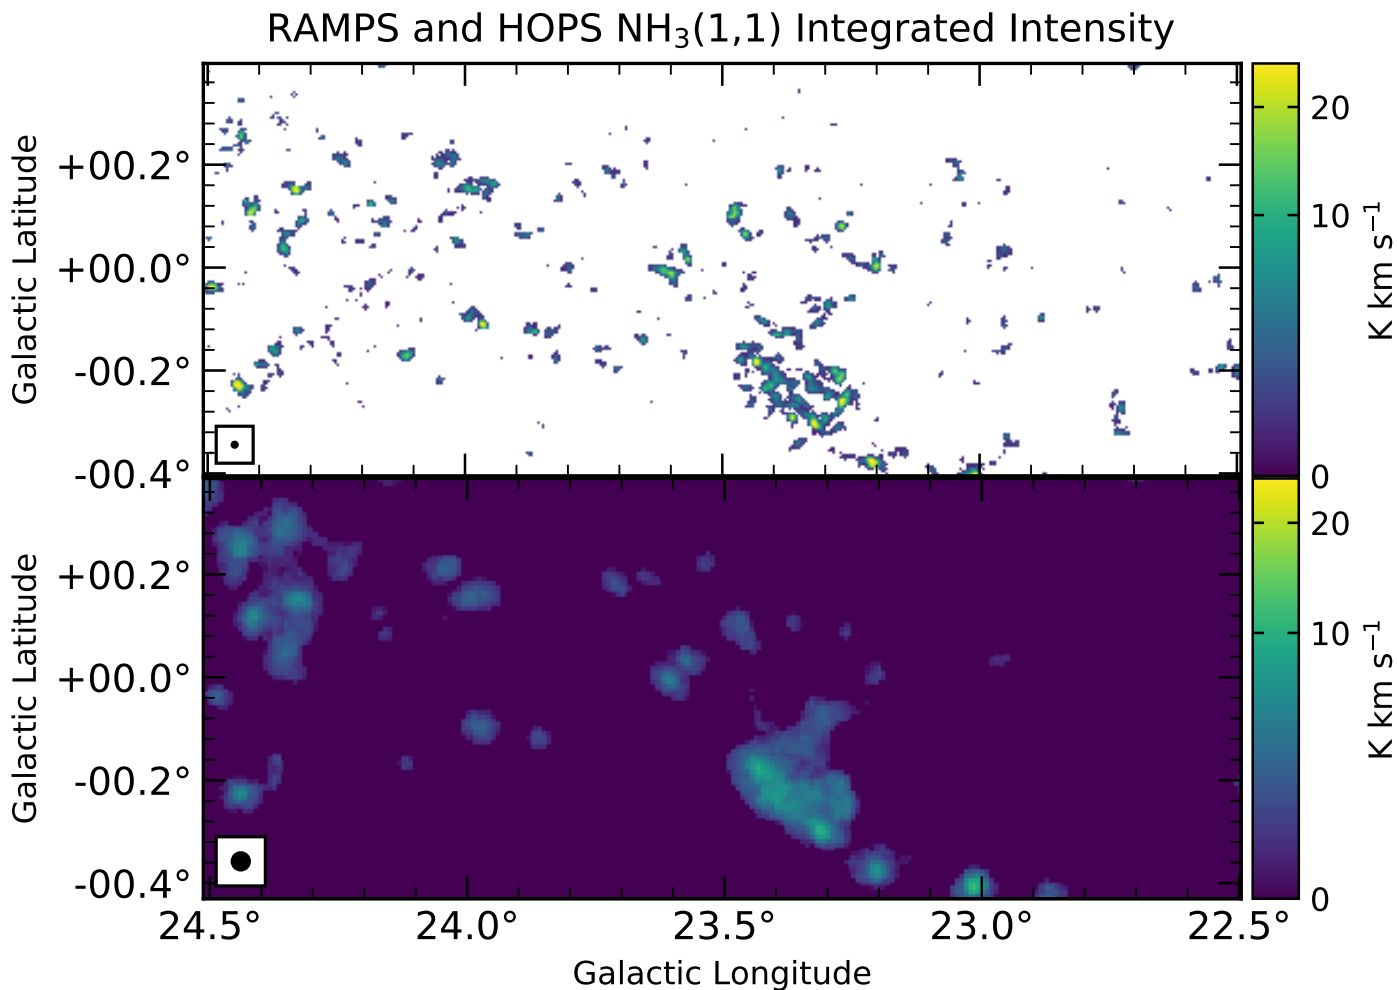 RAMPS and HOPS NH₃(1,1) Integrated Intensity
Galactic Latitude
+00.2°
+00.0°
-00.2°
-00.4°
20
10
0
K km s⁻¹
Galactic Latitude
+00.2°
+00.0°
-00.2°
-00.4°
20
10
0
K km s⁻¹
24.5° 24.0° 23.5° 23.0° 22.5°
Galactic Longitude